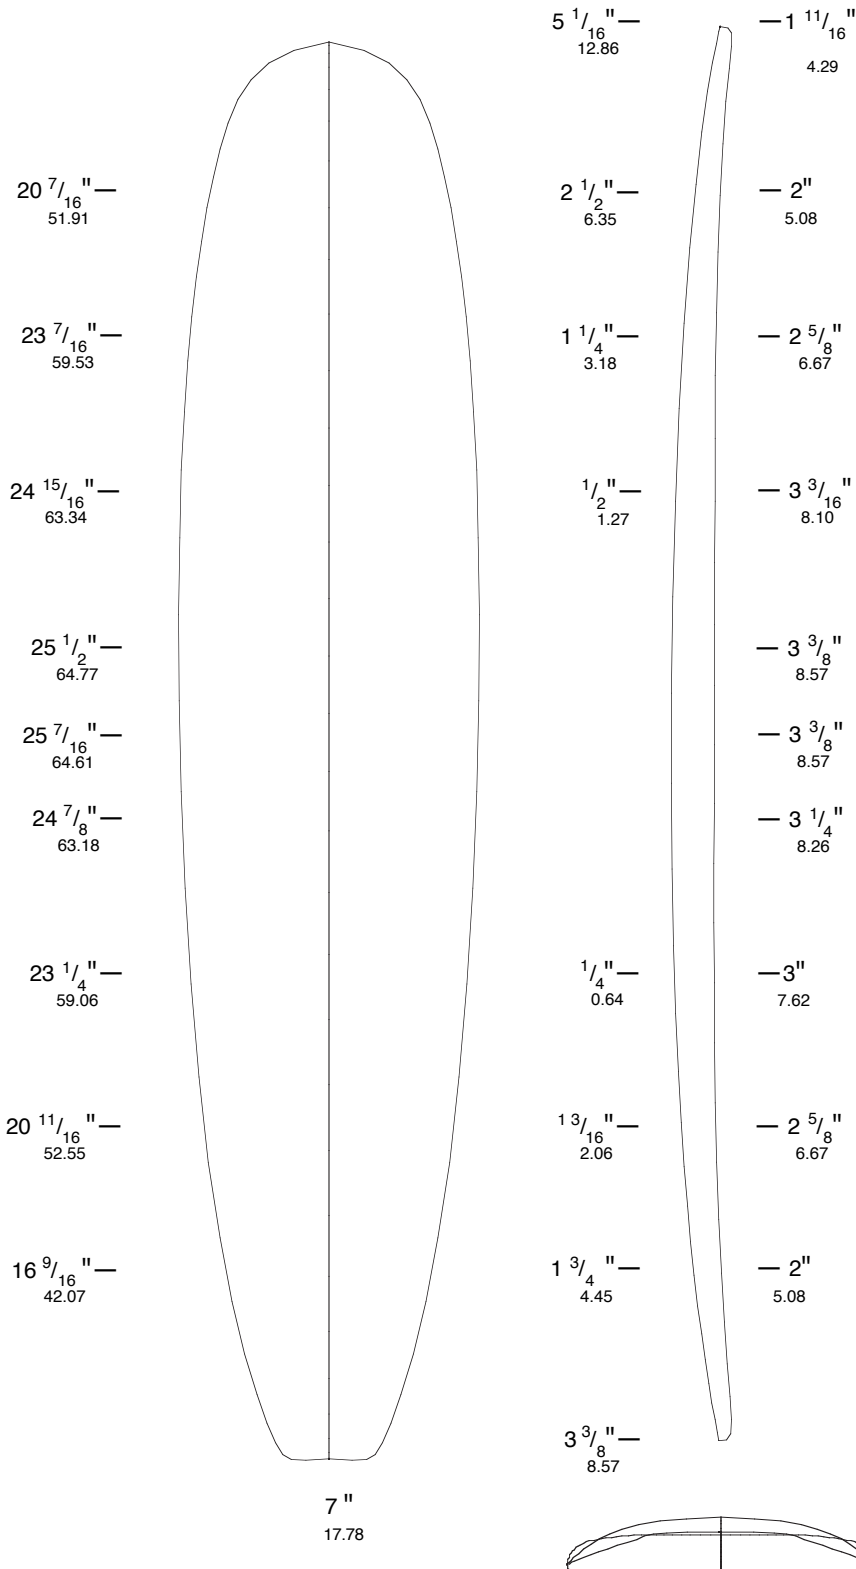 5 1/16" — — 1 11/16"
12.86
4.29
20 7/16" — 2 1/2" — — 2"
51.91 6.35 5.08
23 7/16" — 1 1/4" — — 2 5/8"
59.53 3.18 6.67
24 15/16" — 1/2" — — 3 3/16"
63.34 1.27 8.10
25 1/2" — — 3 3/8"
64.77 8.57
25 7/16" — — 3 3/8"
64.61 8.57
24 7/8" — — 3 1/4"
63.18 8.26
23 1/4" — 1/4" — — 3"
59.06 0.64 7.62
20 11/16" — 1 3/16" — — 2 5/8"
52.55 2.06 6.67
16 9/16" — 1 3/4" — — 2"
42.07 4.45 5.08
3 3/8" —
8.57
7"
17.78